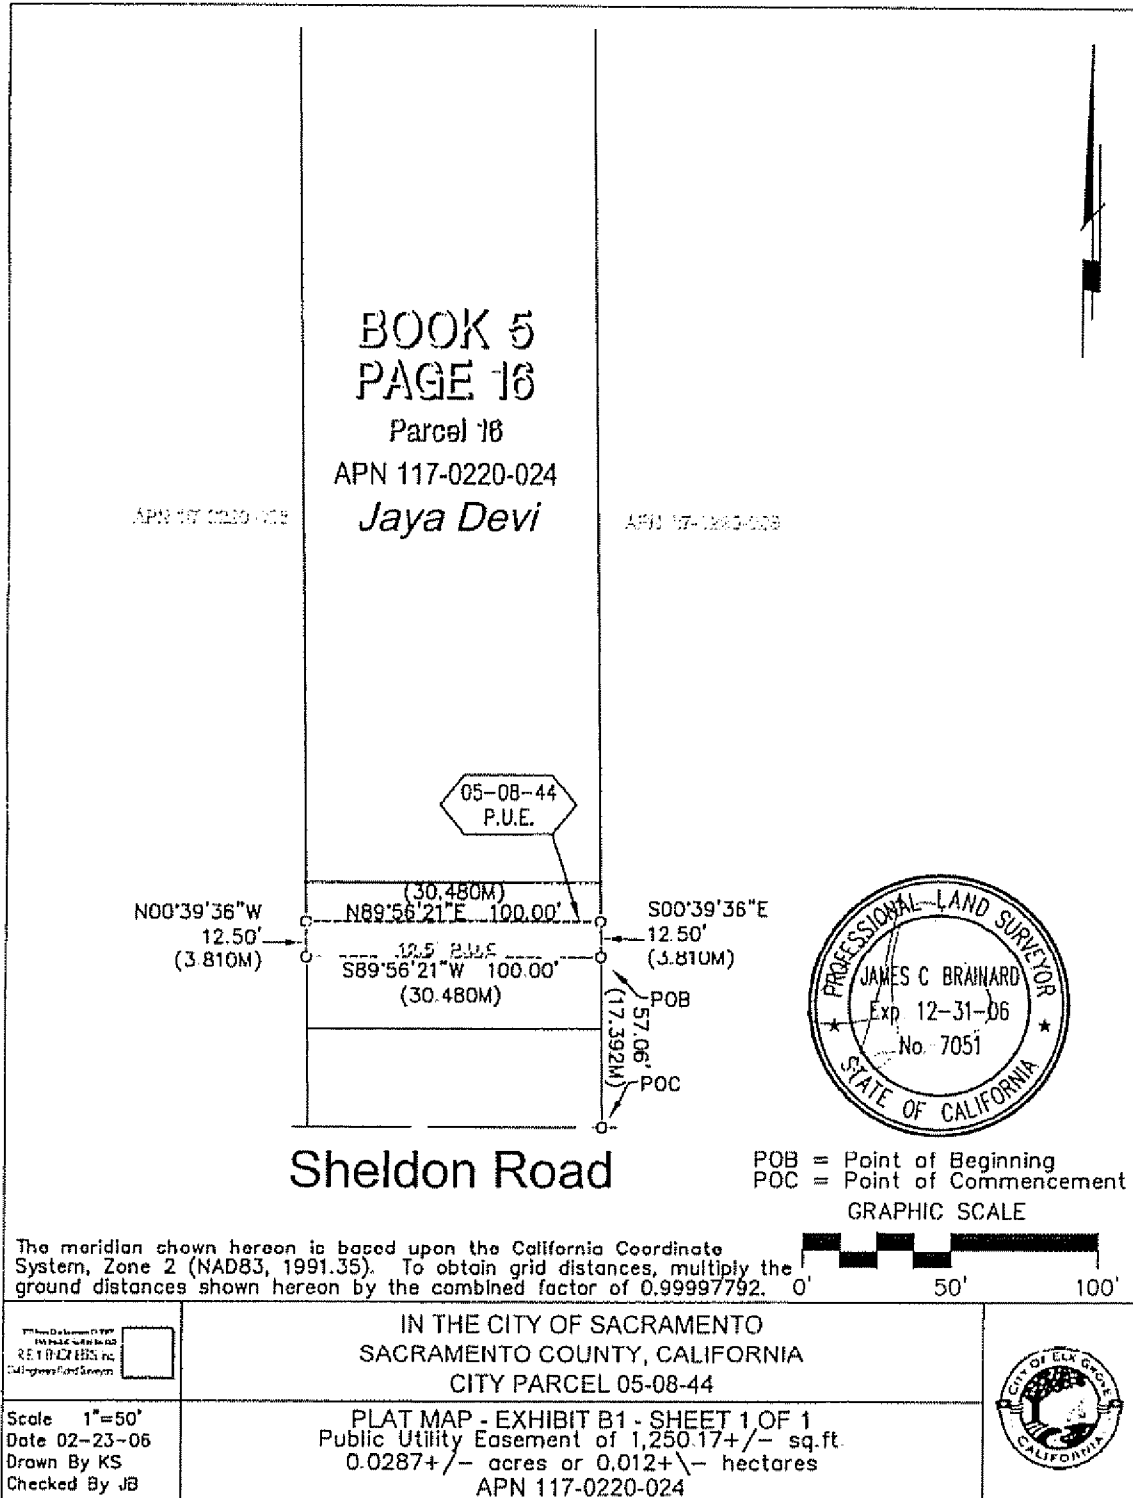 BOOK 5
PAGE 16
Parcel 16
APN 117-0220-024
Jaya Devi
05-08-44
P.U.E.
(30.480M)
N89°56'21"E 100.00'
N00°39'36"W
12.50'
(3.810M)
S00°39'36"E
12.50'
(3.810M)
12.5' P.U.E.
S89°56'21"W 100.00'
(30.480M)
POB
57.06'
(17.392M)
POC
Sheldon Road
PROFESSIONAL LAND SURVEYOR
JAMES C BRAINARD
Exp 12-31-06
No. 7051
STATE OF CALIFORNIA
POB = Point of Beginning
POC = Point of Commencement
GRAPHIC SCALE
0' 50' 100'
The meridian shown hereon is based upon the California Coordinate
System, Zone 2 (NAD83, 1991.35). To obtain grid distances, multiply the
ground distances shown hereon by the combined factor of 0.99997792.
IN THE CITY OF SACRAMENTO
SACRAMENTO COUNTY, CALIFORNIA
CITY PARCEL 05-08-44
CITY OF ELK GROVE
CALIFORNIA
Scale 1"=50'
Date 02-23-06
Drawn By KS
Checked By JB
PLAT MAP - EXHIBIT B1 - SHEET 1 OF 1
Public Utility Easement of 1,250.17+/- sq.ft.
0.0287+/- acres or 0.012+\- hectares
APN 117-0220-024